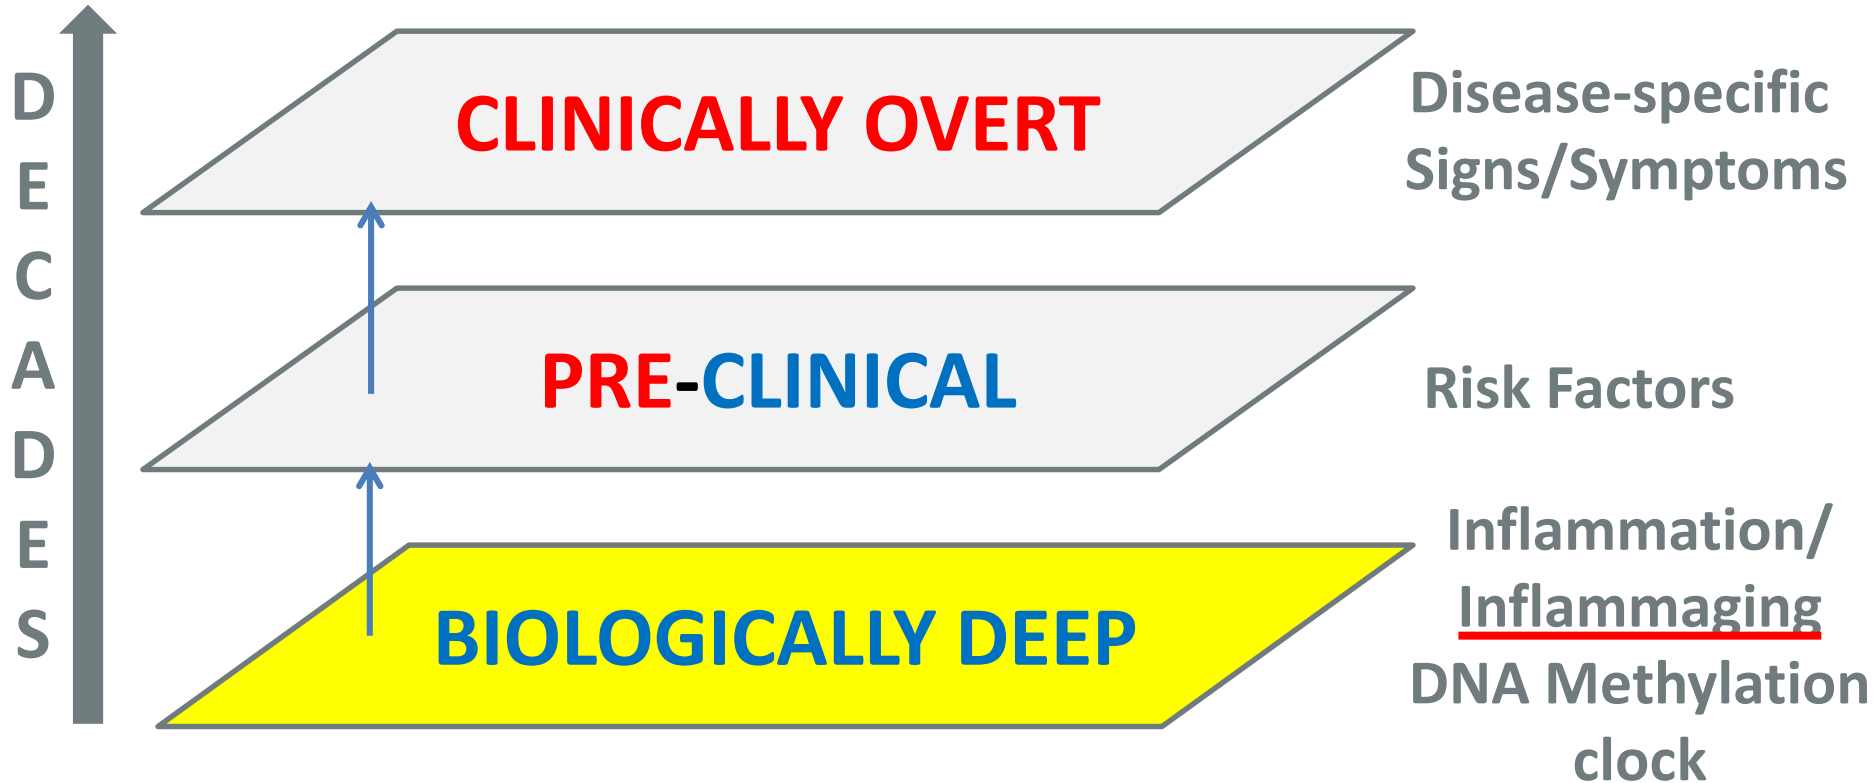 DECADES
CLINICALLY OVERT
Disease-specific
Signs/Symptoms
PRE-CLINICAL
Risk Factors
BIOLOGICALLY DEEP
Inflammation/
Inflammaging
DNA Methylation
clock